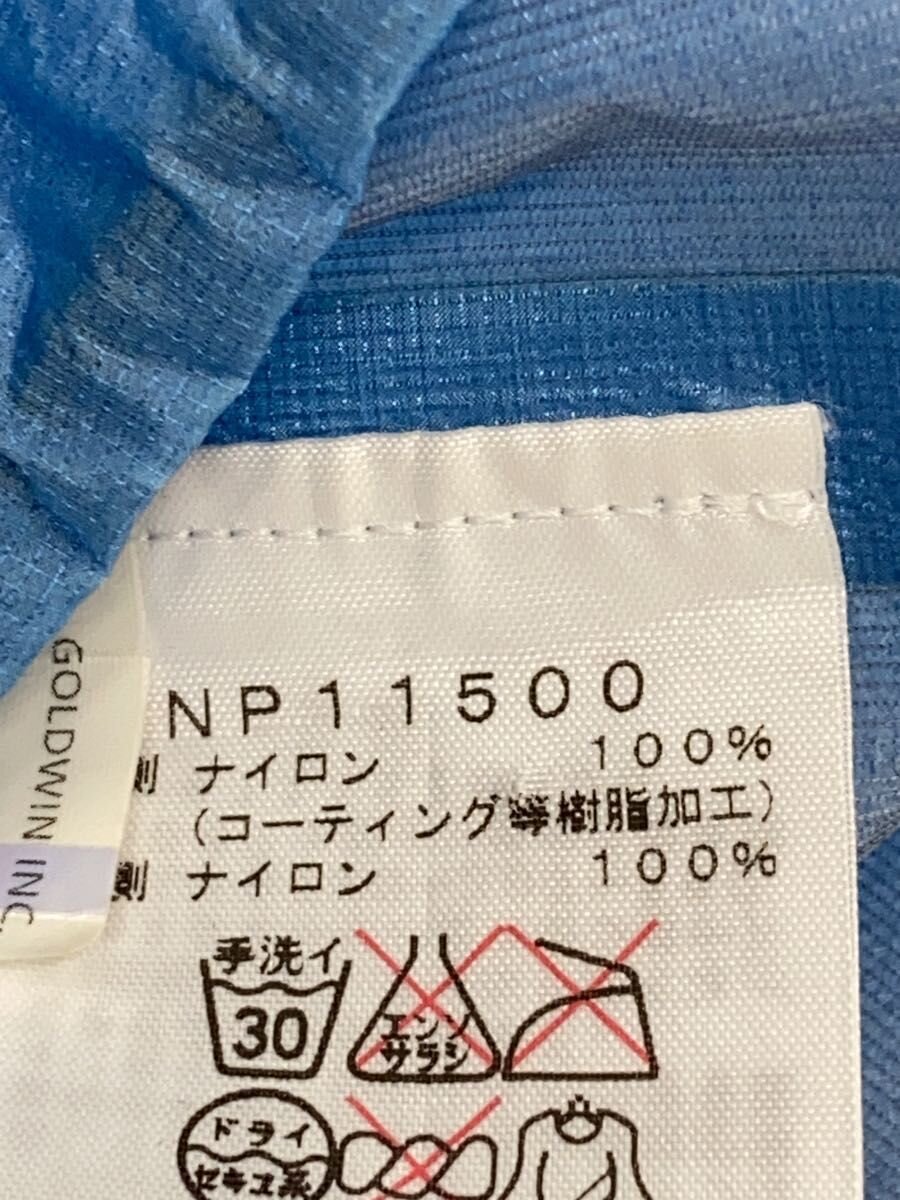 NP11500
側 ナイロン 100%
(コーティング等樹脂加工)
側 ナイロン 100%
手洗イ
30
エンソ
サラシ
ドライ
セキユ系
GOLDWIN INC.